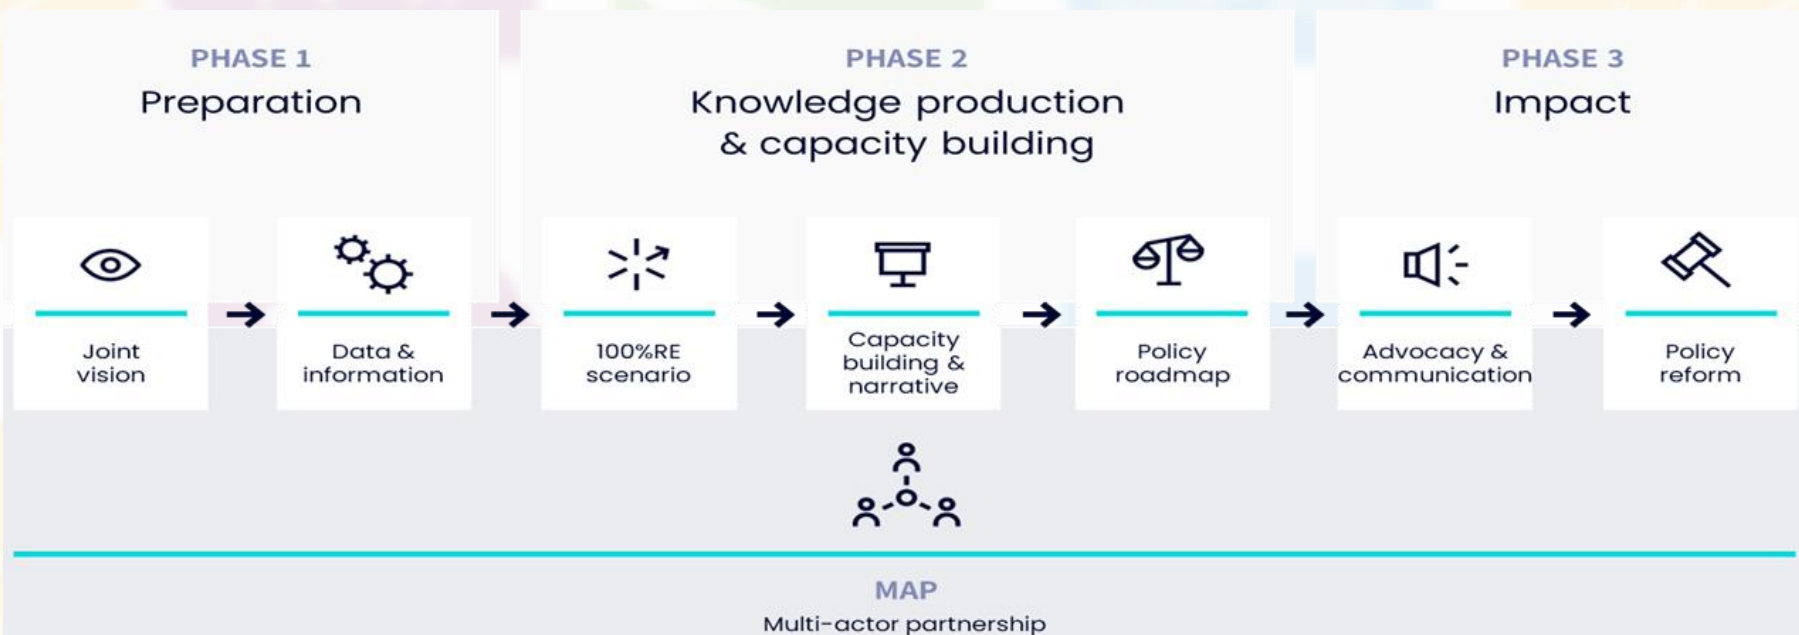 PHASE 1
Preparation
PHASE 2
Knowledge production
& capacity building
PHASE 3
Impact
Joint
vision
Data &
information
100%RE
scenario
Capacity
building &
narrative
Policy
roadmap
Advocacy &
communication
Policy
reform
MAP
Multi-actor partnership